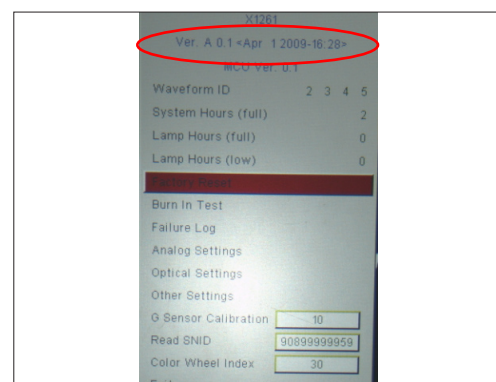 X1261
Ver. A 0.1 <Apr 1 2009-16:28>
MCU Ver. 0.1
Waveform ID 2 3 4 5
System Hours (full) 2
Lamp Hours (full) 0
Lamp Hours (low) 0
Factory Reset
Burn In Test
Failure Log
Analog Settings
Optical Settings
Other Settings
G Sensor Calibration 10
Read SNID 90899999959
Color Wheel Index 30